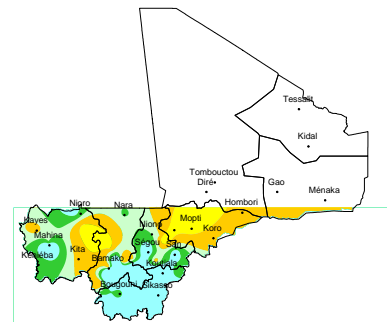 Tessalit
Kidal
Tombouctou
Diré
Gao
Ménaka
Hombori
Nioro
Nara
Kayes
Mopti
Niono
Koro
Mahina
Ségou
San
Kita
Kéniéba
Bamako
Koutiala
Bougouni
Sikasso